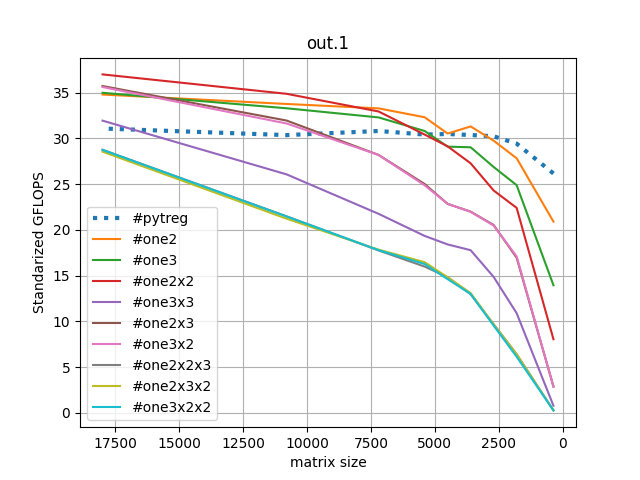 out.1
Standarized GFLOPS
35
30
25
20
15
10
5
0
#pytreg
#one2
#one3
#one2x2
#one3x3
#one2x3
#one3x2
#one2x2x3
#one2x3x2
#one3x2x2
17500 15000 12500 10000 7500 5000 2500 0
matrix size